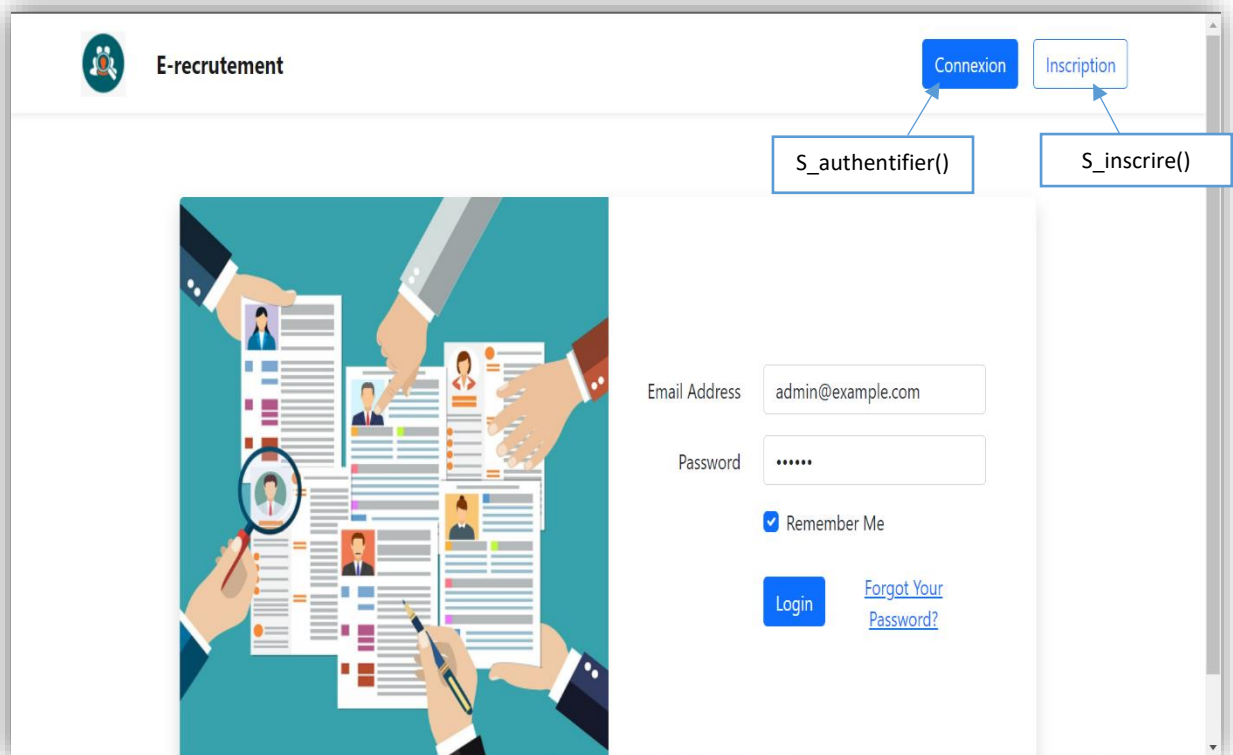 E-recrutement
Connexion
Inscription
S_authentifier()
S_inscrire()
Email Address
admin@example.com
Password
••••••
Remember Me
Login
Forgot Your
Password?